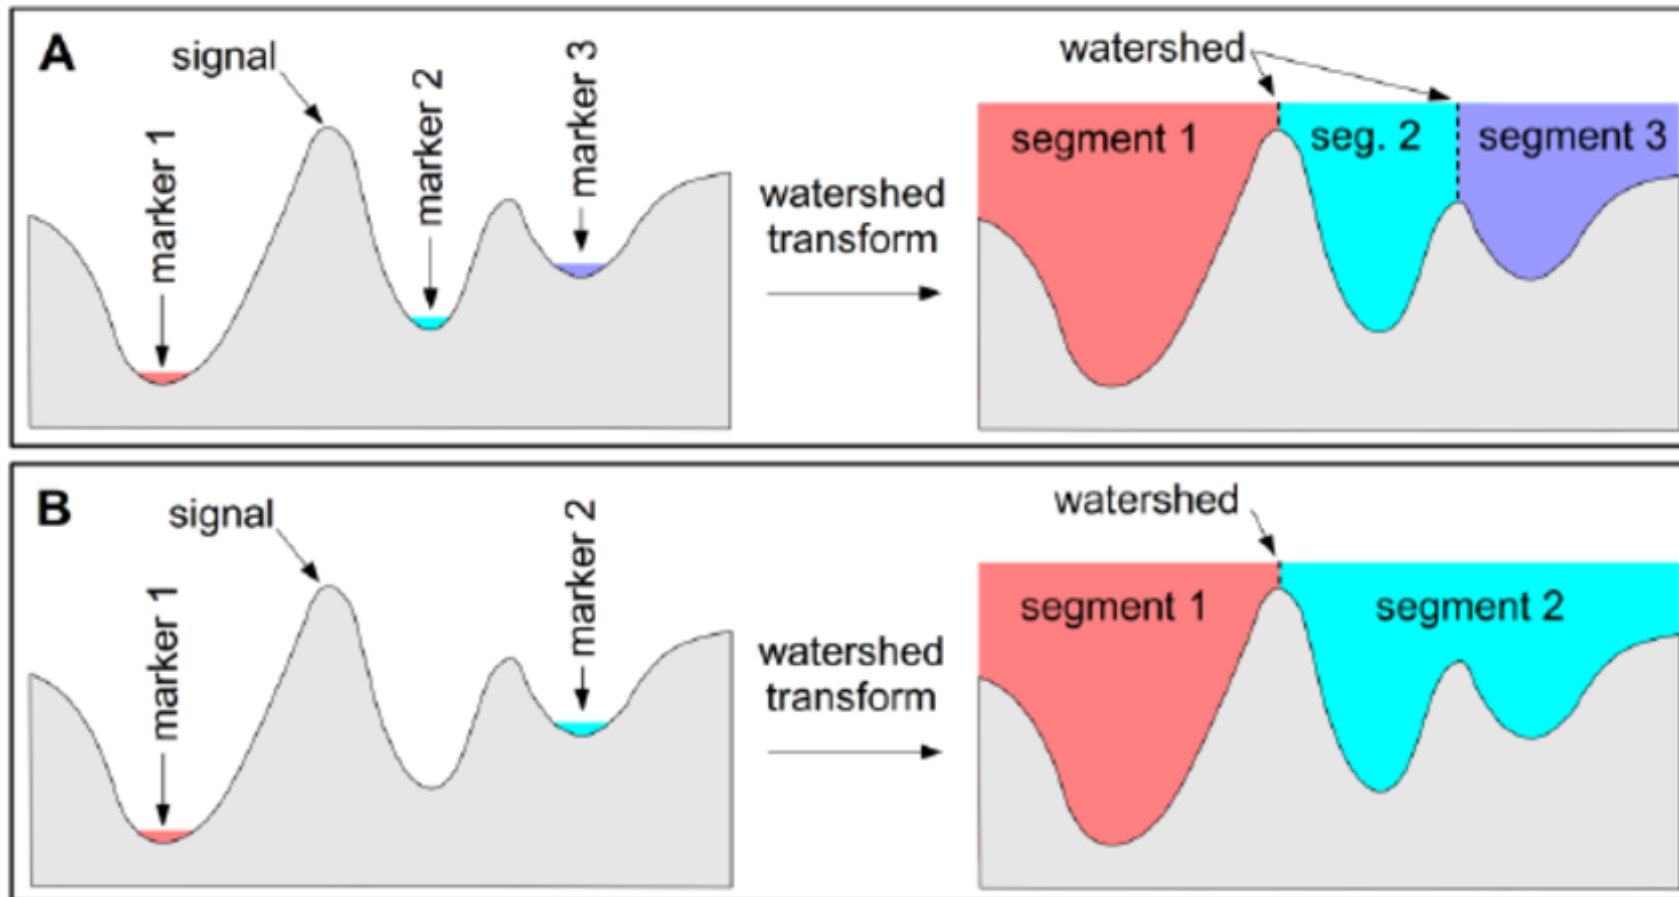 A
signal
marker 1
marker 2
marker 3
watershed
transform
watershed
segment 1
seg. 2
segment 3
B
signal
marker 1
marker 2
watershed
transform
watershed
segment 1
segment 2